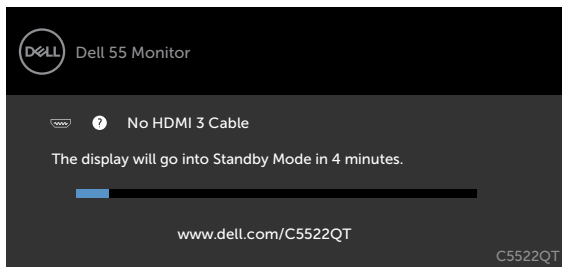 DELL
Dell 55 Monitor
? No HDMI 3 Cable
The display will go into Standby Mode in 4 minutes.
www.dell.com/C5522QT
C5522QT